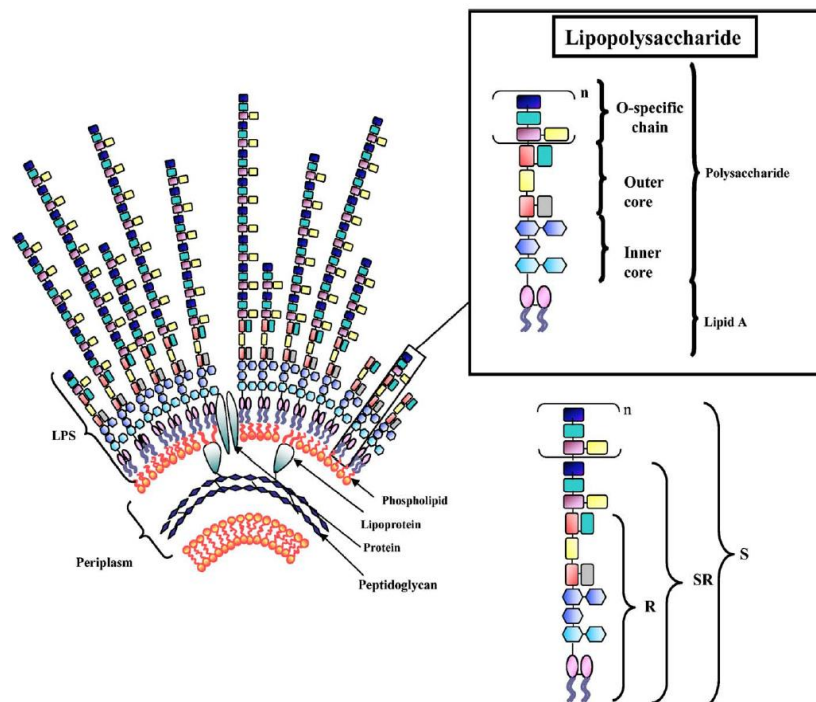 Lipopolysaccharide
n
O-specific
chain
Outer
core
Inner
core
Polysaccharide
Lipid A
LPS
Periplasm
Phospholipid
Lipoprotein
Protein
Peptidoglycan
n
R
SR
S